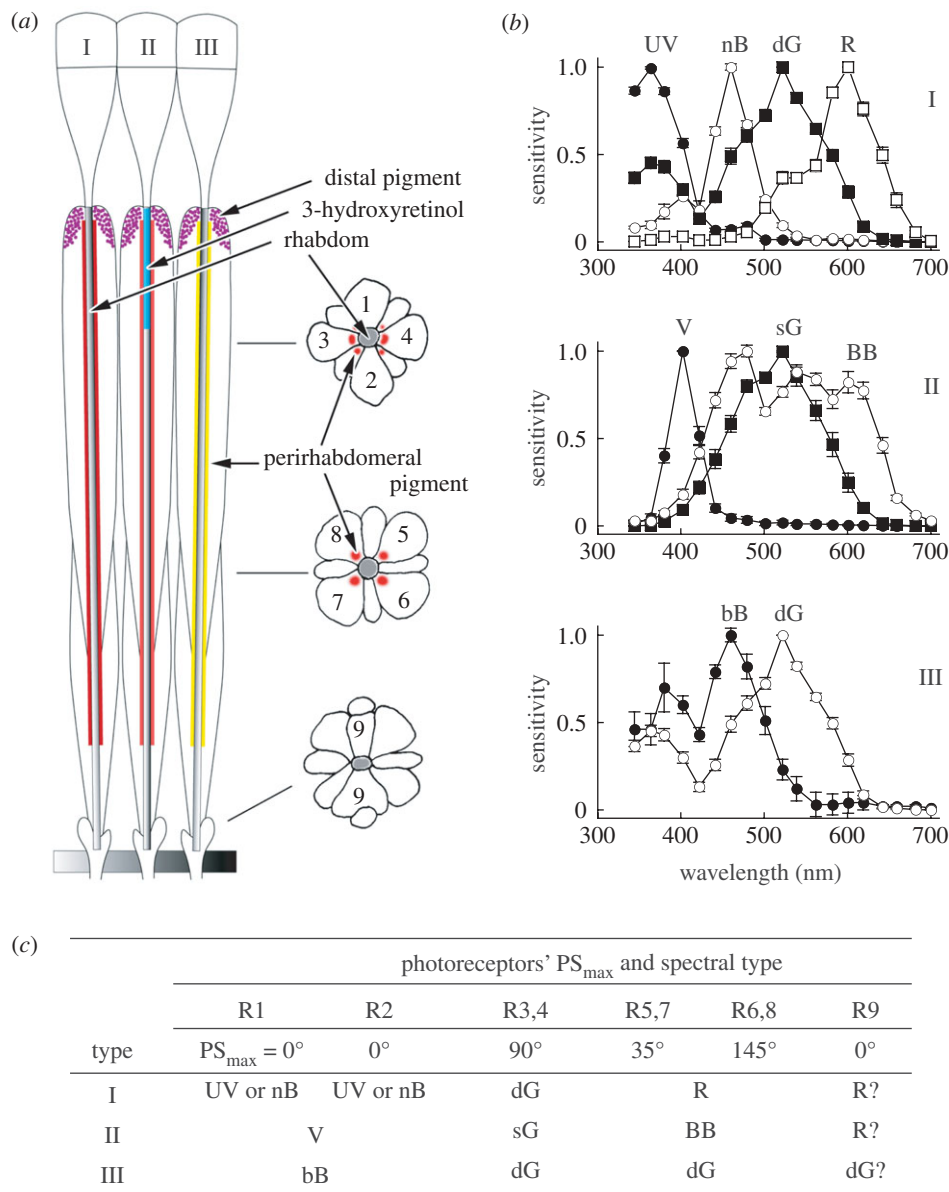 (a)
I II III
distal pigment
3-hydroxyretinol
rhabdom
1
3 4
2
perirhabdomeral
pigment
8 5
7 6
9
9
(b)
UV nB dG R
I
1.0
0.5
0
sensitivity
300 400 500 600 700
V sG BB
II
1.0
0.5
0
sensitivity
300 400 500 600 700
bB dG
III
1.0
0.5
0
sensitivity
300 400 500 600 700
wavelength (nm)
(c)
photoreceptors' PSmax and spectral type
R1 R2 R3,4 R5,7 R6,8 R9
type PSmax = 0° 0° 90° 35° 145° 0°
I UV or nB UV or nB dG R R?
II V sG BB R?
III bB dG dG dG?